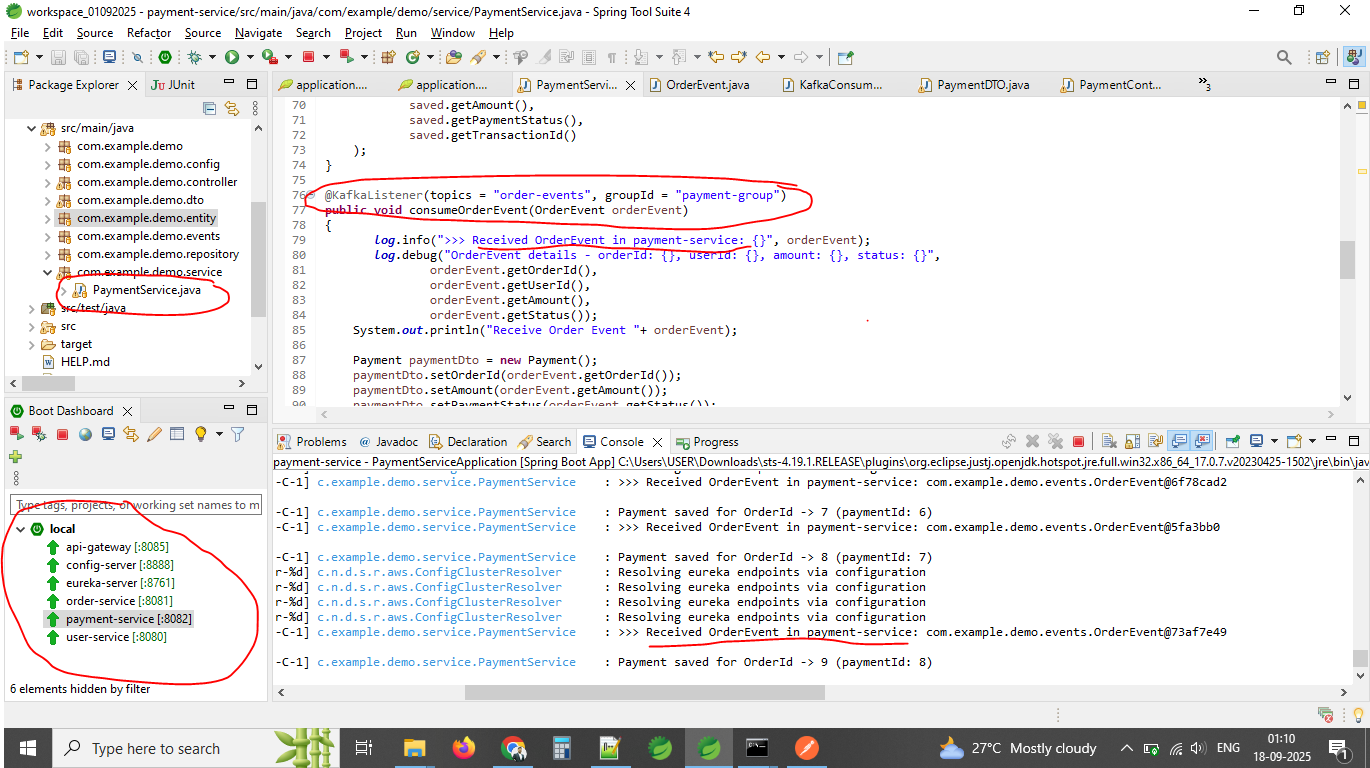 workspace_01092025 - payment-service/src/main/java/com/example/demo/service/PaymentService.java - Spring Tool Suite 4
File Edit Source Refactor Source Navigate Search Project Run Window Help
Package Explorer
JUnit
src/main/java
com.example.demo
com.example.demo.config
com.example.demo.controller
com.example.demo.dto
com.example.demo.entity
com.example.demo.events
com.example.demo.repository
com.example.demo.service
PaymentService.java
src/test/java
src
target
HELP.md
application....
application....
PaymentServi...
OrderEvent.java
KafkaConsum...
PaymentDTO.java
PaymentCont...
3
70 saved.getAmount(),
71 saved.getPaymentStatus(),
72 saved.getTransactionId()
73 );
74 }
75
76 @KafkaListener(topics = "order-events", groupId = "payment-group")
77 public void consumeOrderEvent(OrderEvent orderEvent)
78 {
79 log.info(">>> Received OrderEvent in payment-service: {}", orderEvent);
80 log.debug("OrderEvent details - orderId: {}, userId: {}, amount: {}, status: {}",
81 orderEvent.getOrderId(),
82 orderEvent.getUserId(),
83 orderEvent.getAmount(),
84 orderEvent.getStatus());
85 System.out.println("Receive Order Event "+ orderEvent);
86
87 Payment paymentDto = new Payment();
88 paymentDto.setOrderId(orderEvent.getOrderId());
89 paymentDto.setAmount(orderEvent.getAmount());
90 paymentDto.setPaymentStatus(orderEvent.getStatus());
Boot Dashboard
Type tags, projects, or working set names to m
local
api-gateway [:8085]
config-server [:8888]
eureka-server [:8761]
order-service [:8081]
payment-service [:8082]
user-service [:8080]
6 elements hidden by filter
Problems @ Javadoc Declaration Search Console Progress
payment-service - PaymentServiceApplication [Spring Boot App] C:\Users\USER\Downloads\sts-4.19.1.RELEASE\plugins\org.eclipse.justj.openjdk.hotspot.jre.full.win32.x86_64_17.0.7.v20230425-1502\jre\bin\jav
-C-1] c.example.demo.service.PaymentService : >>> Received OrderEvent in payment-service: com.example.demo.events.OrderEvent@6f78cad2
-C-1] c.example.demo.service.PaymentService : Payment saved for OrderId -> 7 (paymentId: 6)
-C-1] c.example.demo.service.PaymentService : >>> Received OrderEvent in payment-service: com.example.demo.events.OrderEvent@5fa3bb0
-C-1] c.example.demo.service.PaymentService : Payment saved for OrderId -> 8 (paymentId: 7)
r-%d] c.n.d.s.r.aws.ConfigClusterResolver : Resolving eureka endpoints via configuration
r-%d] c.n.d.s.r.aws.ConfigClusterResolver : Resolving eureka endpoints via configuration
r-%d] c.n.d.s.r.aws.ConfigClusterResolver : Resolving eureka endpoints via configuration
r-%d] c.n.d.s.r.aws.ConfigClusterResolver : Resolving eureka endpoints via configuration
-C-1] c.example.demo.service.PaymentService : >>> Received OrderEvent in payment-service: com.example.demo.events.OrderEvent@73af7e49
-C-1] c.example.demo.service.PaymentService : Payment saved for OrderId -> 9 (paymentId: 8)
Type here to search
27°C Mostly cloudy
ENG
01:10
18-09-2025
1